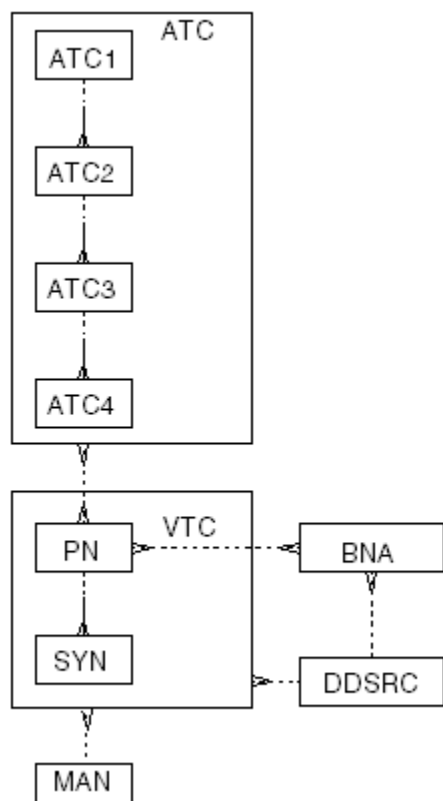 ATC
ATC1
ATC2
ATC3
ATC4
VTC
PN
BNA
SYN
DDSRC
MAN